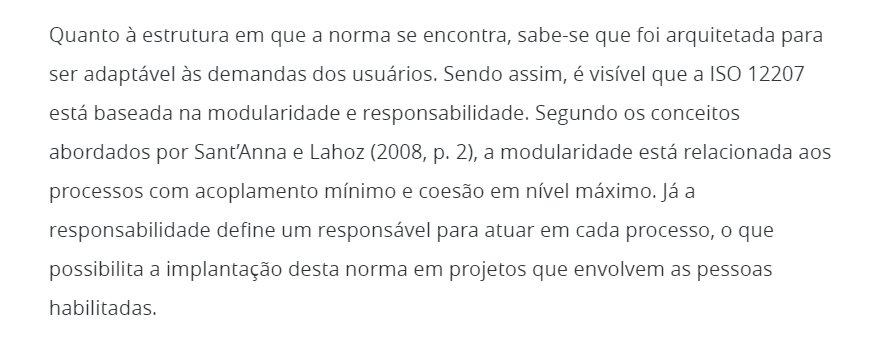 Quanto à estrutura em que a norma se encontra, sabe-se que foi arquitetada para
ser adaptável às demandas dos usuários. Sendo assim, é visível que a ISO 12207
está baseada na modularidade e responsabilidade. Segundo os conceitos
abordados por Sant’Anna e Lahoz (2008, p. 2), a modularidade está relacionada aos
processos com acoplamento mínimo e coesão em nível máximo. Já a
responsabilidade define um responsável para atuar em cada processo, o que
possibilita a implantação desta norma em projetos que envolvem as pessoas
habilitadas.